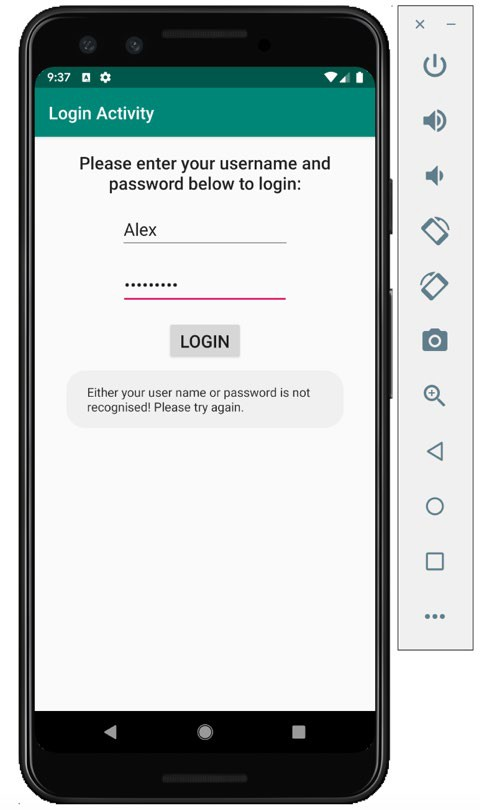 9:37
Login Activity
Please enter your username and
password below to login:
Alex
•••••••••
LOGIN
Either your user name or password is not
recognised! Please try again.